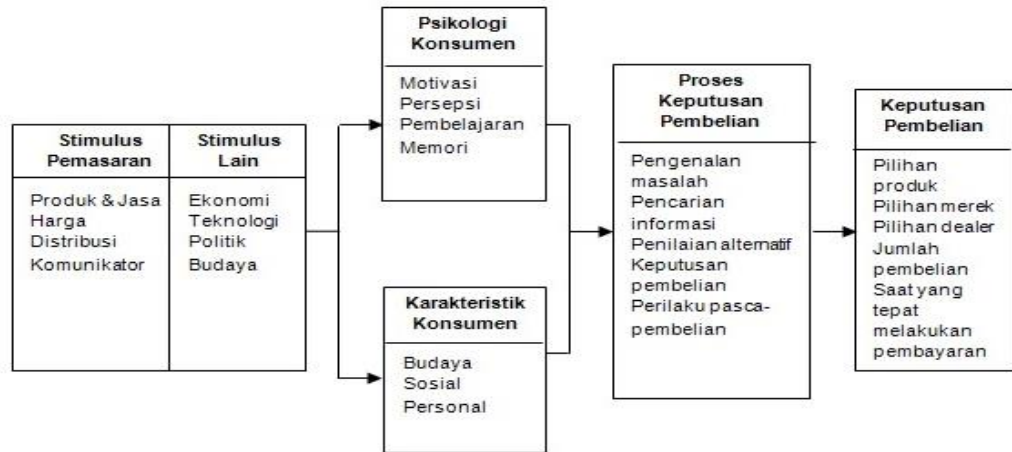 Stimulus
Pemasaran
Produk & Jasa
Harga
Distribusi
Komunikator
Stimulus
Lain
Ekonomi
Teknologi
Politik
Budaya
Psikologi
Konsumen
Motivasi
Persepsi
Pembelajaran
Memori
Karakteristik
Konsumen
Budaya
Sosial
Personal
Proses
Keputusan
Pembelian
Pengenalan
masalah
Pencarian
informasi
Penilaian alternatif
Keputusan
pembelian
Perilaku pasca-
pembelian
Keputusan
Pembelian
Pilihan
produk
Pilihan merek
Pilihan dealer
Jumlah
pembelian
Saat yang
tepat
melakukan
pembayaran